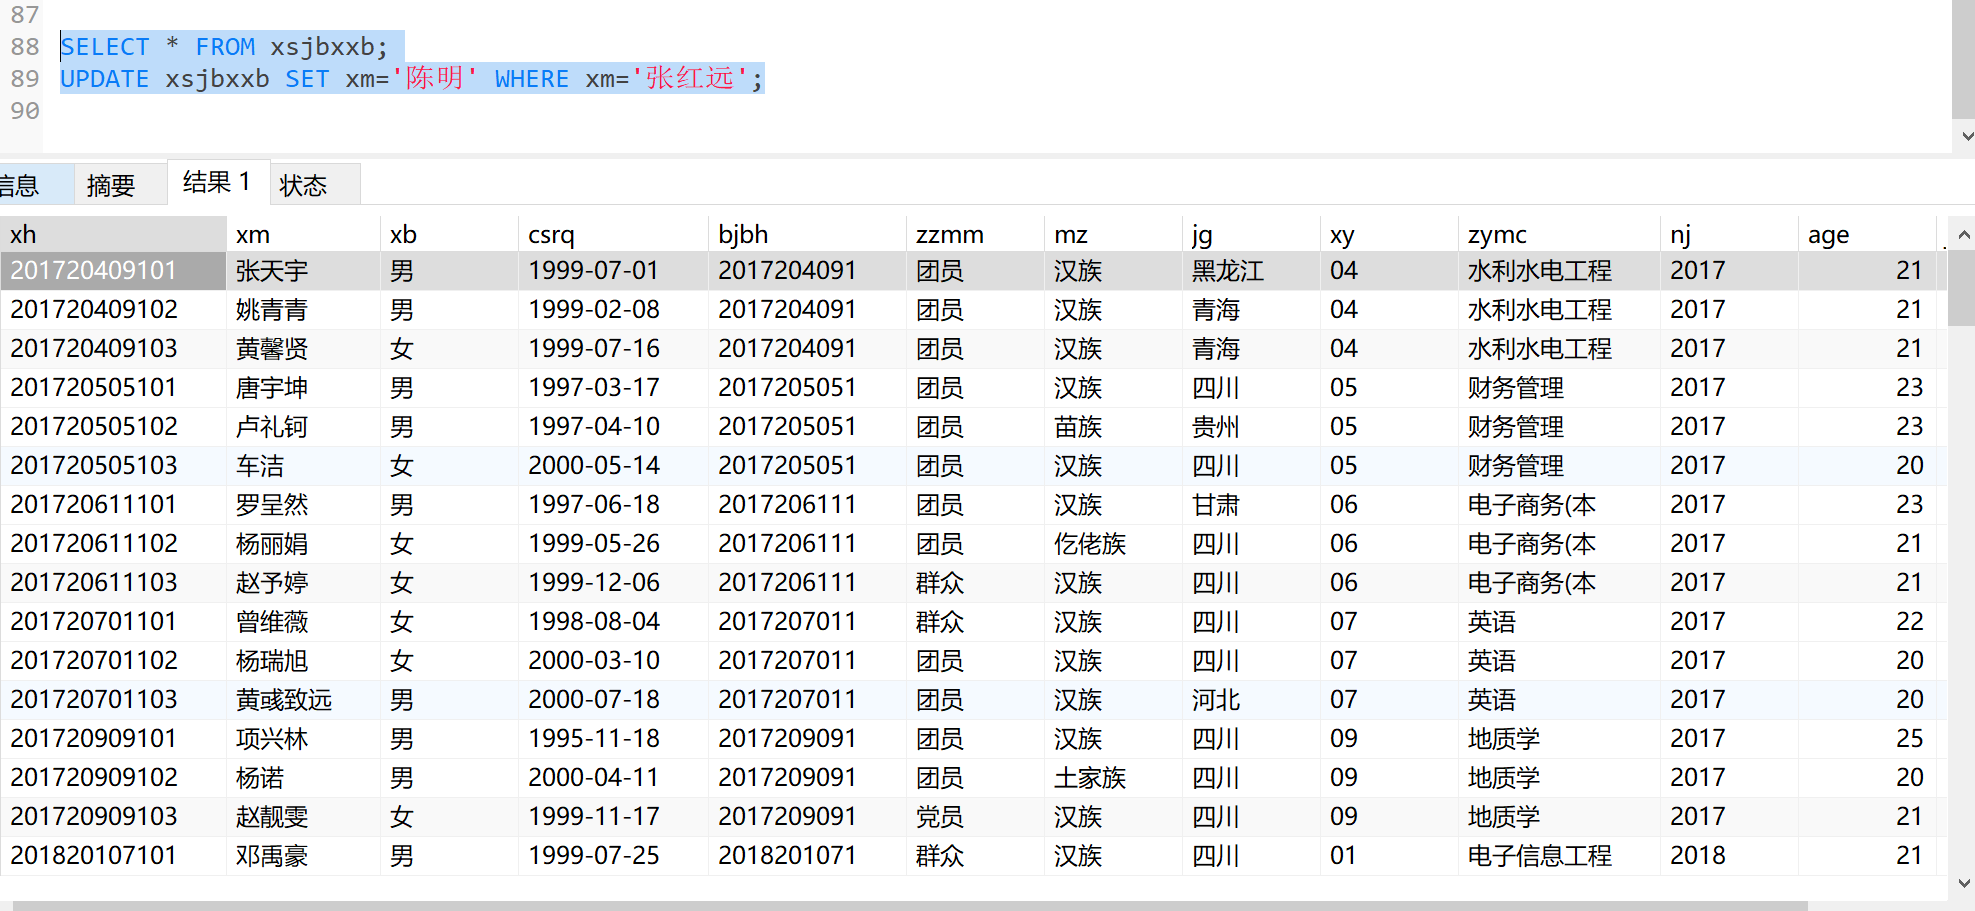 87
88 SELECT * FROM xsjbxxb;
89 UPDATE xsjbxxb SET xm='陈明' WHERE xm='张红远';
90
信息 摘要 结果 1 状态
xh xm xb csrq bjbh zzmm mz jg xy zymc nj age
201720409101 张天宇 男 1999-07-01 2017204091 团员 汉族 黑龙江 04 水利水电工程 2017 21
201720409102 姚青青 男 1999-02-08 2017204091 团员 汉族 青海 04 水利水电工程 2017 21
201720409103 黄馨贤 女 1999-07-16 2017204091 团员 汉族 青海 04 水利水电工程 2017 21
201720505101 唐宇坤 男 1997-03-17 2017205051 团员 汉族 四川 05 财务管理 2017 23
201720505102 卢礼钶 男 1997-04-10 2017205051 团员 苗族 贵州 05 财务管理 2017 23
201720505103 车洁 女 2000-05-14 2017205051 团员 汉族 四川 05 财务管理 2017 20
201720611101 罗呈然 男 1997-06-18 2017206111 团员 汉族 甘肃 06 电子商务(本 2017 23
201720611102 杨丽娟 女 1999-05-26 2017206111 团员 仡佬族 四川 06 电子商务(本 2017 21
201720611103 赵予婷 女 1999-12-06 2017206111 群众 汉族 四川 06 电子商务(本 2017 21
201720701101 曾维薇 女 1998-08-04 2017207011 群众 汉族 四川 07 英语 2017 22
201720701102 杨瑞旭 女 2000-03-10 2017207011 团员 汉族 四川 07 英语 2017 20
201720701103 黄彧致远 男 2000-07-18 2017207011 团员 汉族 河北 07 英语 2017 20
201720909101 项兴林 男 1995-11-18 2017209091 团员 汉族 四川 09 地质学 2017 25
201720909102 杨诺 男 2000-04-11 2017209091 团员 土家族 四川 09 地质学 2017 20
201720909103 赵靓雯 女 1999-11-17 2017209091 党员 汉族 四川 09 地质学 2017 21
201820107101 邓禹豪 男 1999-07-25 2018201071 群众 汉族 四川 01 电子信息工程 2018 21